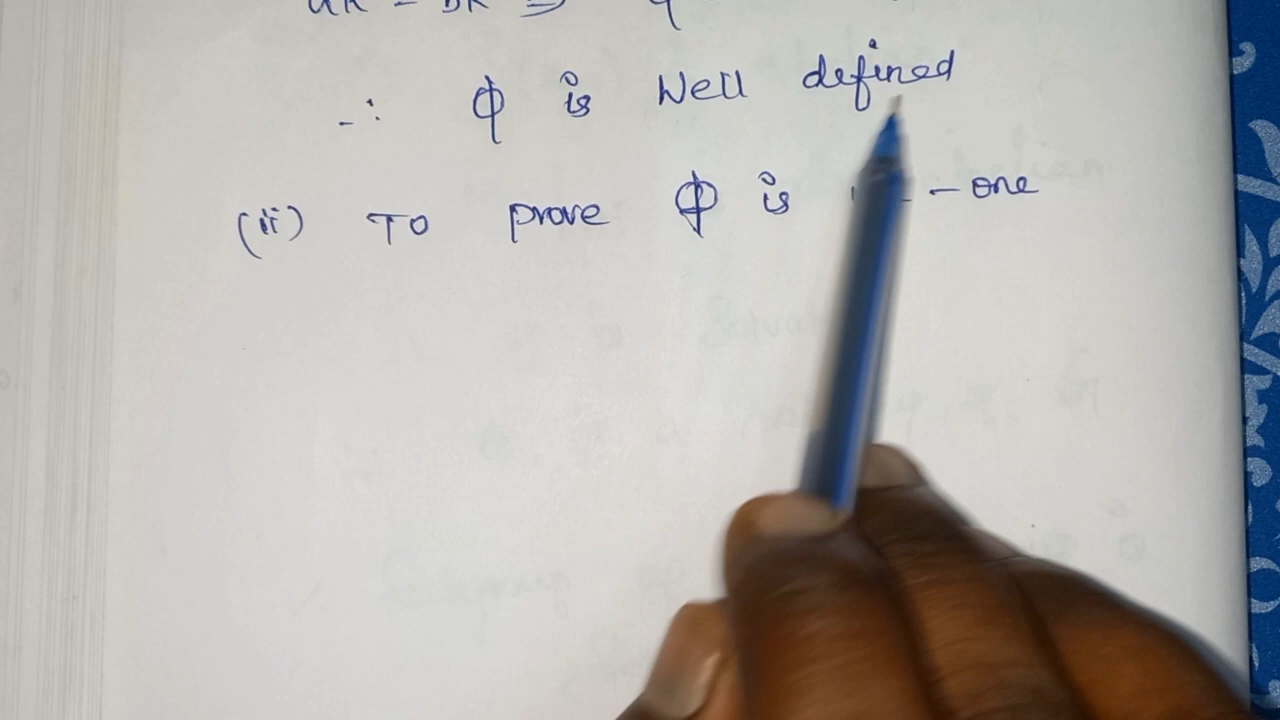 ∴ φ is Well defined
(ii) To prove φ is - one